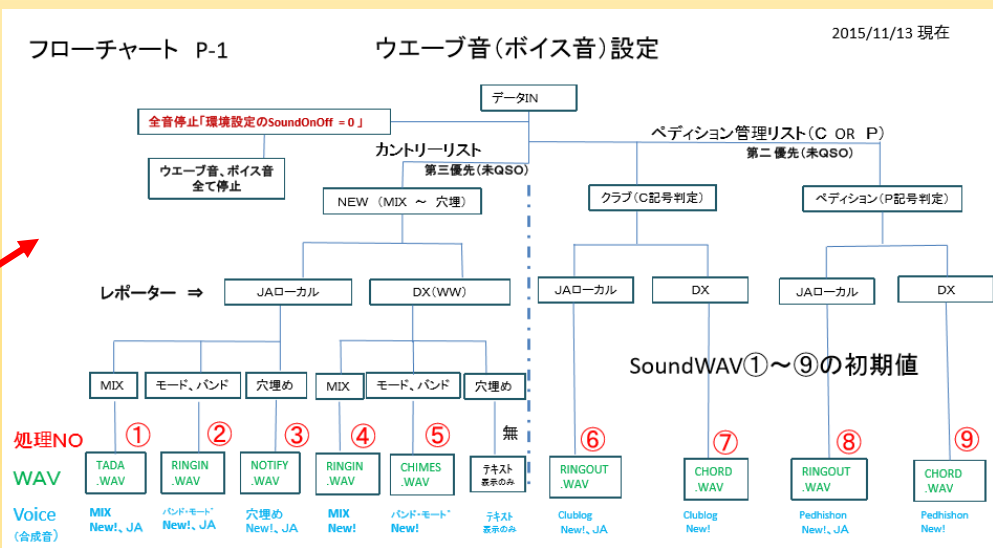 フローチャート P-1
ウエーブ音(ボイス音)設定
2015/11/13 現在
データIN
全音停止「環境設定のSoundOnOff = 0 」
ウエーブ音、ボイス音
全て停止
カントリーリスト
第三優先(未QSO)
ペディション管理リスト(C OR P)
第二優先(未QSO)
NEW (MIX ~ 穴埋)
クラブ(C記号判定)
ペディション(P記号判定)
レポーター ⇒
JAローカル
DX(WW)
JAローカル
DX
JAローカル
DX
SoundWAV①~⑨の初期値
MIX
モード、バンド
穴埋め
MIX
モード、バンド
穴埋め
処理NO
①
②
③
④
⑤
無
⑥
⑦
⑧
⑨
WAV
TADA
.WAV
RINGIN
.WAV
NOTIFY
.WAV
RINGIN
.WAV
CHIMES
.WAV
テキスト
表示のみ
RINGOUT
.WAV
CHORD
.WAV
RINGOUT
.WAV
CHORD
.WAV
Voice
(合成音)
MIX
New!、JA
バンド・モード
New!、JA
穴埋め
New!、JA
MIX
New!
バンド・モード
New!
テキスト
表示のみ
Clublog
New!、JA
Clublog
New!
Pedhishon
New!、JA
Pedhishon
New!